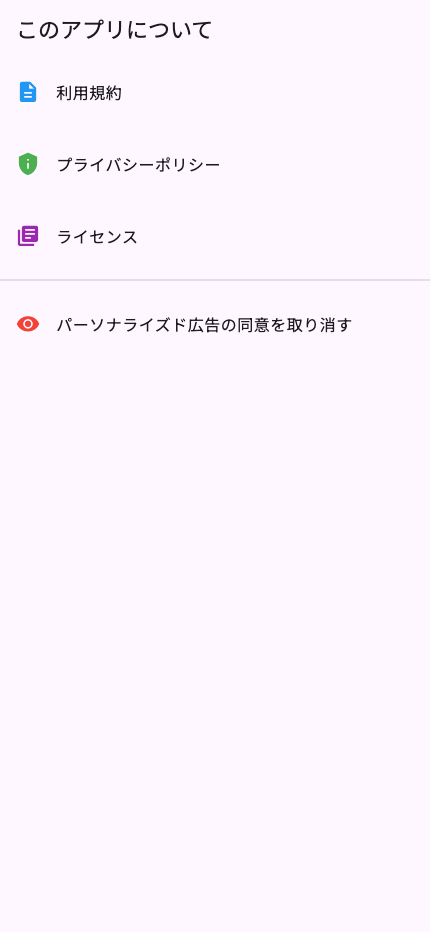 このアプリについて
利用規約
プライバシーポリシー
ライセンス
パーソナライズド広告の同意を取り消す